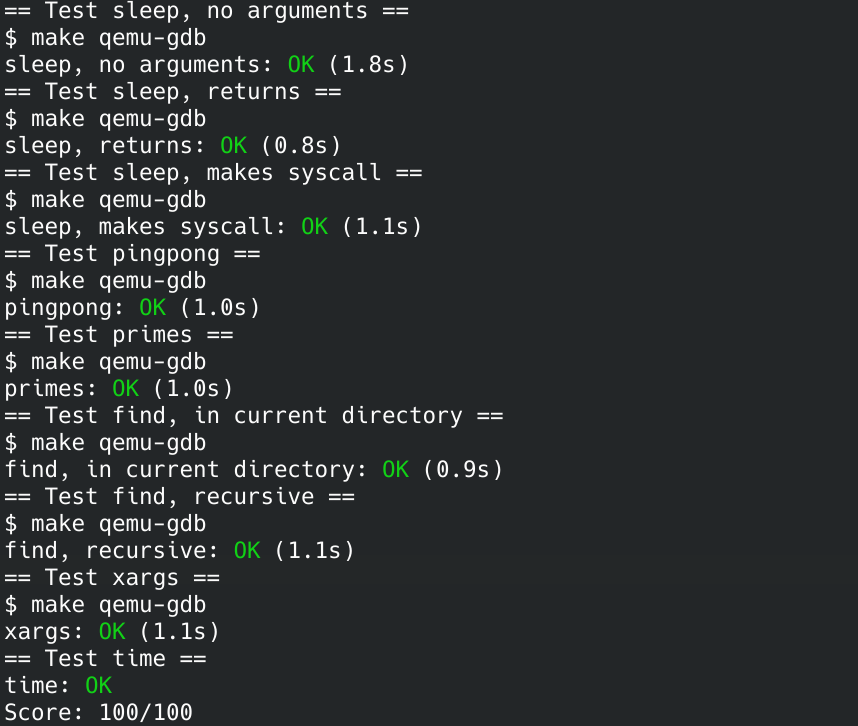 == Test sleep, no arguments ==
$ make qemu-gdb
sleep, no arguments: OK (1.8s)
== Test sleep, returns ==
$ make qemu-gdb
sleep, returns: OK (0.8s)
== Test sleep, makes syscall ==
$ make qemu-gdb
sleep, makes syscall: OK (1.1s)
== Test pingpong ==
$ make qemu-gdb
pingpong: OK (1.0s)
== Test primes ==
$ make qemu-gdb
primes: OK (1.0s)
== Test find, in current directory ==
$ make qemu-gdb
find, in current directory: OK (0.9s)
== Test find, recursive ==
$ make qemu-gdb
find, recursive: OK (1.1s)
== Test xargs ==
$ make qemu-gdb
xargs: OK (1.1s)
== Test time ==
time: OK
Score: 100/100